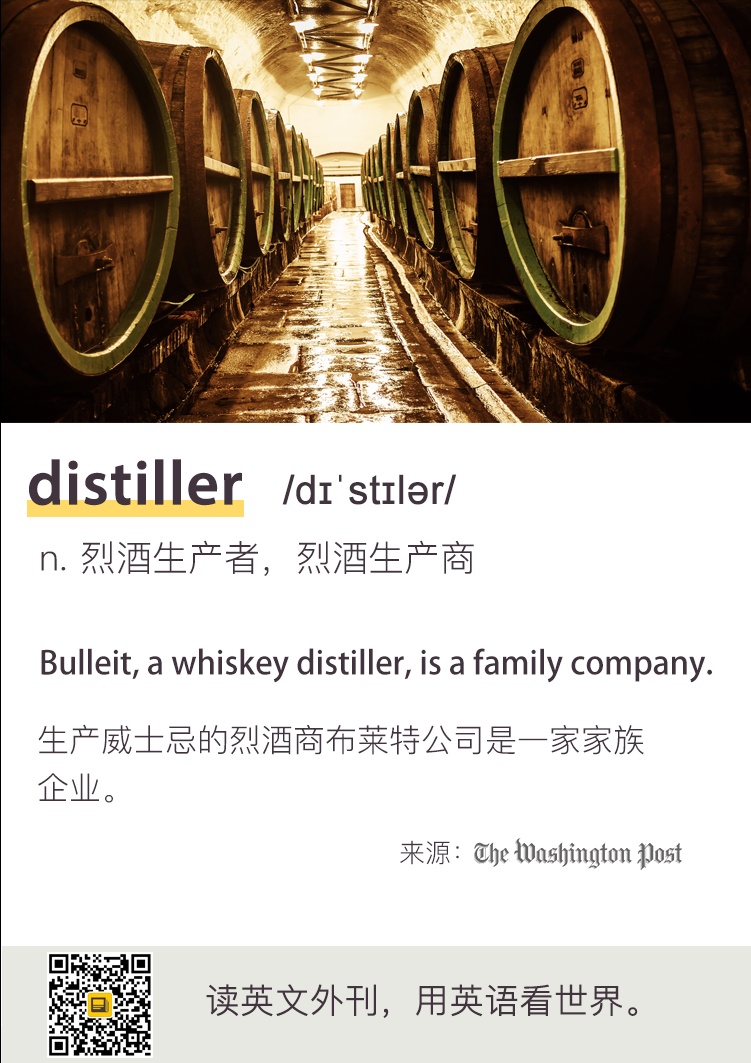 distiller /dɪˈstɪlər/
n. 烈酒生产者，烈酒生产商
Bulleit, a whiskey distiller, is a family company.
生产威士忌的烈酒商布莱特公司是一家家族
企业。
来源：The Washington Post
读英文外刊，用英语看世界。